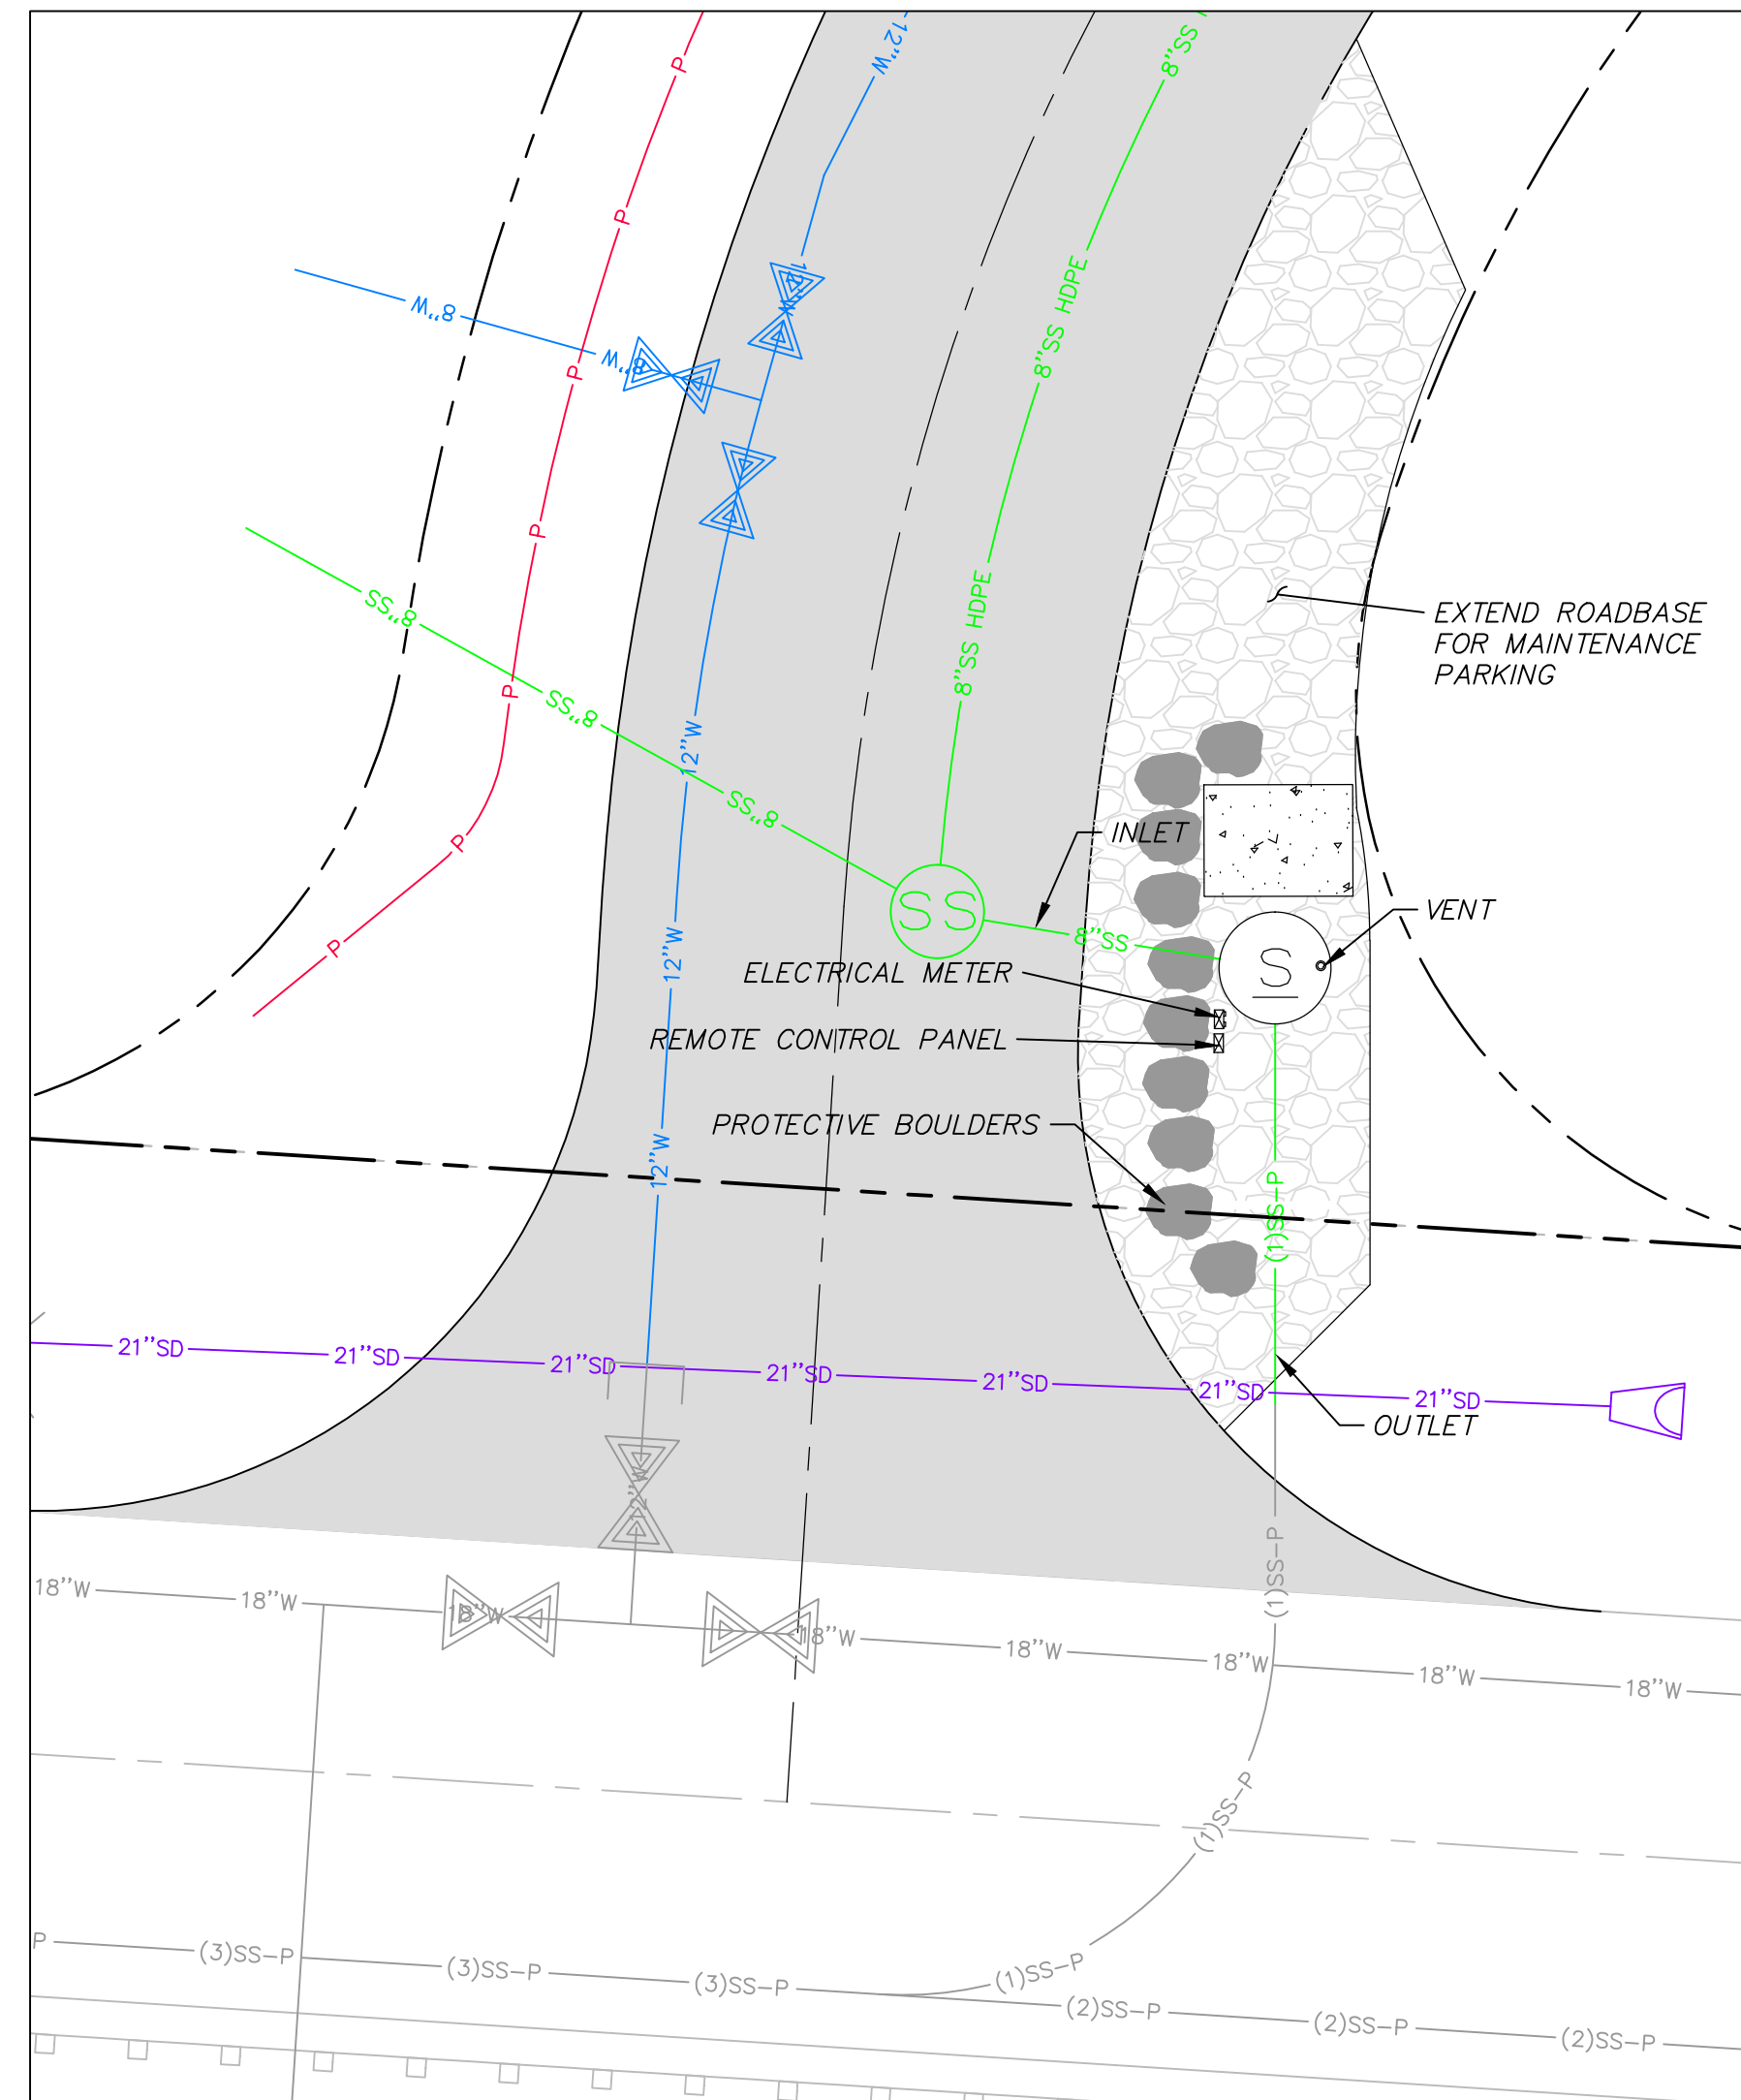 12"W
8"SS
P
P
12"W
8"W
8"W
8"SS HDPE
P
P
8"SS
8"SS HDPE
EXTEND ROADBASE
FOR MAINTENANCE
PARKING
P
8"SS
12"W
8"SS
P
INLET
SS
VENT
P
12"W
8"SS
S
ELECTRICAL METER
REMOTE CONTROL PANEL
PROTECTIVE BOULDERS
12"W
(1)SS-P
21"SD
21"SD
21"SD
21"SD
21"SD
21"SD
21"SD
OUTLET
12"W
(1)SS-P
18"W
18"W
18"W
18"W
18"W
18"W
18"W
18"W
(1)SS-P
P
(3)SS-P
(3)SS-P
(3)SS-P
(1)SS-P
(2)SS-P
(2)SS-P
(2)SS-P